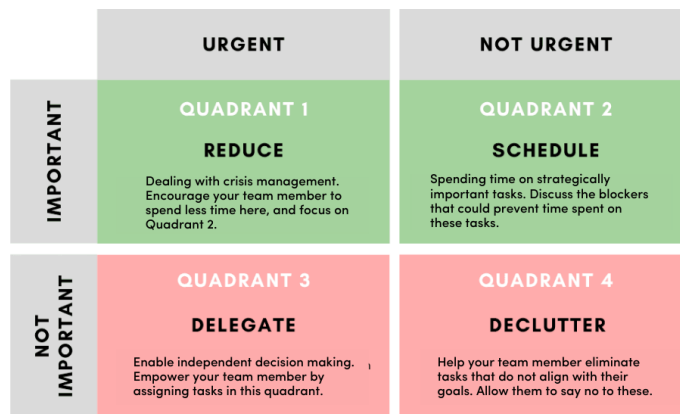 URGENT
NOT URGENT
IMPORTANT
QUADRANT 1
REDUCE
Dealing with crisis management.
Encourage your team member to
spend less time here, and focus on
Quadrant 2.
QUADRANT 2
SCHEDULE
Spending time on strategically
important tasks. Discuss the blockers
that could prevent time spent on
these tasks.
NOT
IMPORTANT
QUADRANT 3
DELEGATE
Enable independent decision making.
Empower your team member by
assigning tasks in this quadrant.
QUADRANT 4
DECLUTTER
Help your team member eliminate
tasks that do not align with their
goals. Allow them to say no to these.